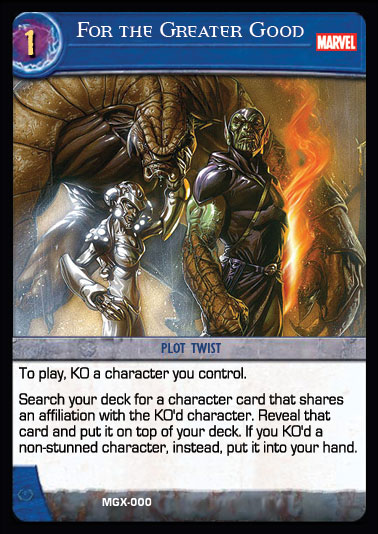 1
FOR THE GREATER GOOD
MARVEL
PLOT TWIST
To play, KO a character you control.
Search your deck for a character card that shares
an affiliation with the KO'd character. Reveal that
card and put it on top of your deck. If you KO'd a
non-stunned character, instead, put it into your hand.
MGX-000